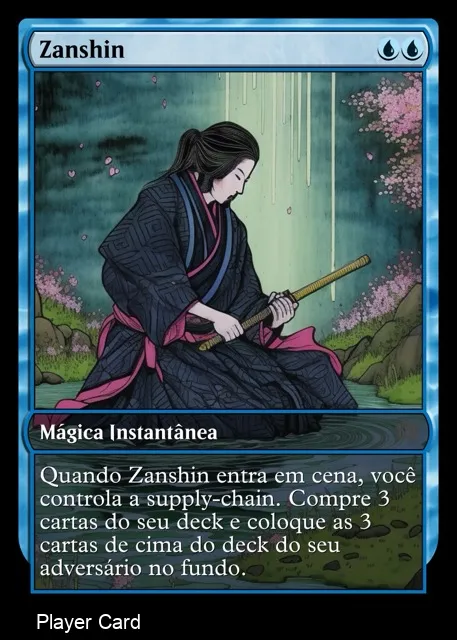 Zanshin
Mágica Instantânea
Quando Zanshin entra em cena, você
controla a supply-chain. Compre 3
cartas do seu deck e coloque as 3
cartas de cima do deck do seu
adversário no fundo.
Player Card